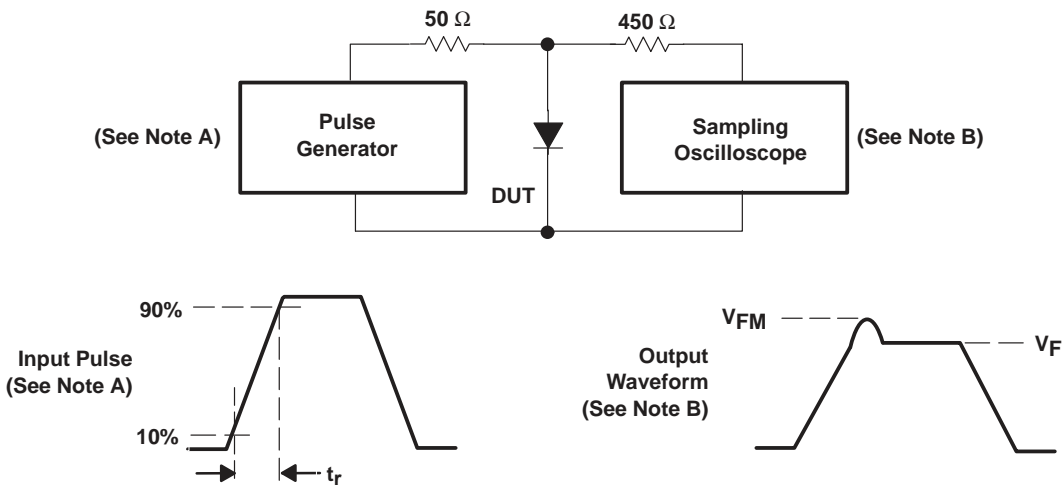 50 Ω
450 Ω
(See Note A)
Pulse
Generator
Sampling
Oscilloscope
(See Note B)
DUT
90%
Input Pulse
(See Note A)
10%
tr
VFM
Output
Waveform
(See Note B)
VF